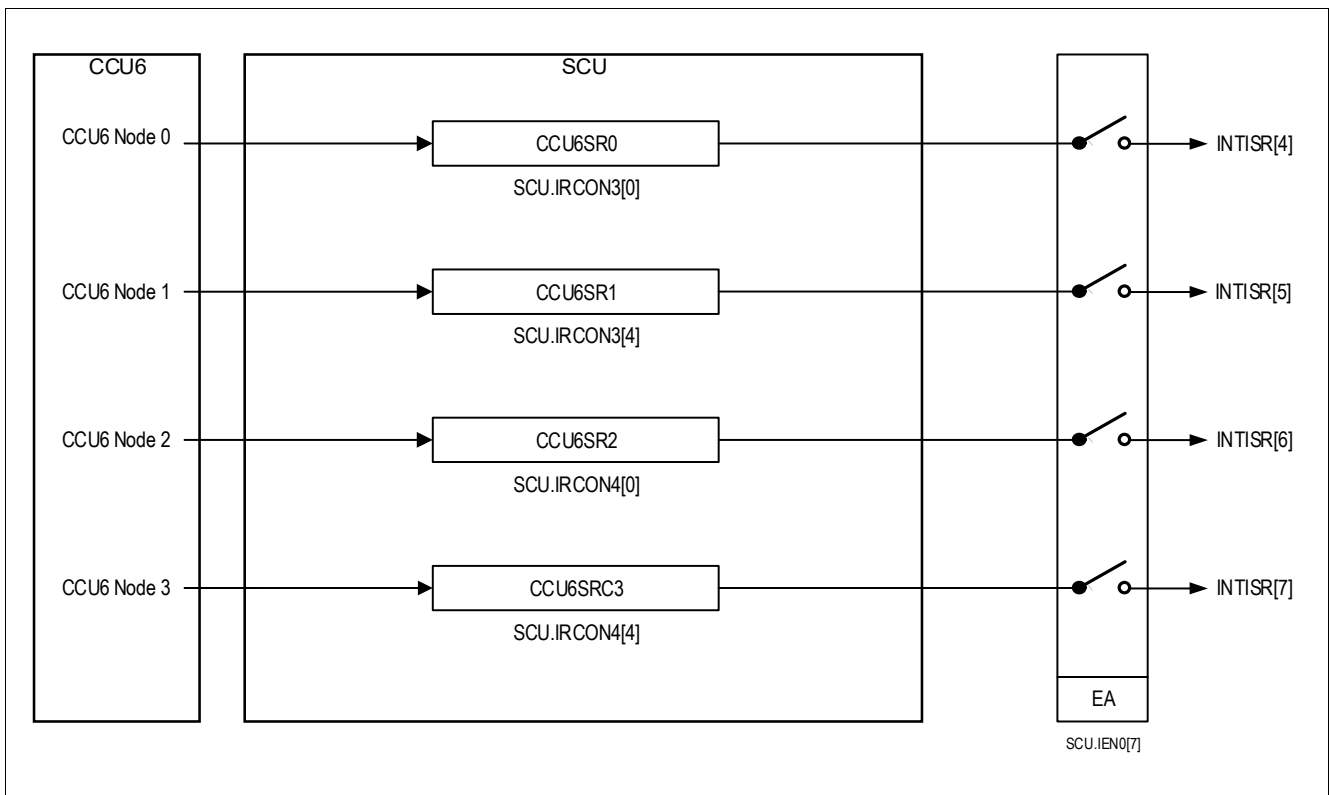 CCU6
SCU
CCU6 Node 0
CCU6SR0
INTISR[4]
SCU.IRCON3[0]
CCU6 Node 1
CCU6SR1
INTISR[5]
SCU.IRCON3[4]
CCU6 Node 2
CCU6SR2
INTISR[6]
SCU.IRCON4[0]
CCU6 Node 3
CCU6SRC3
INTISR[7]
SCU.IRCON4[4]
EA
SCU.IEN0[7]